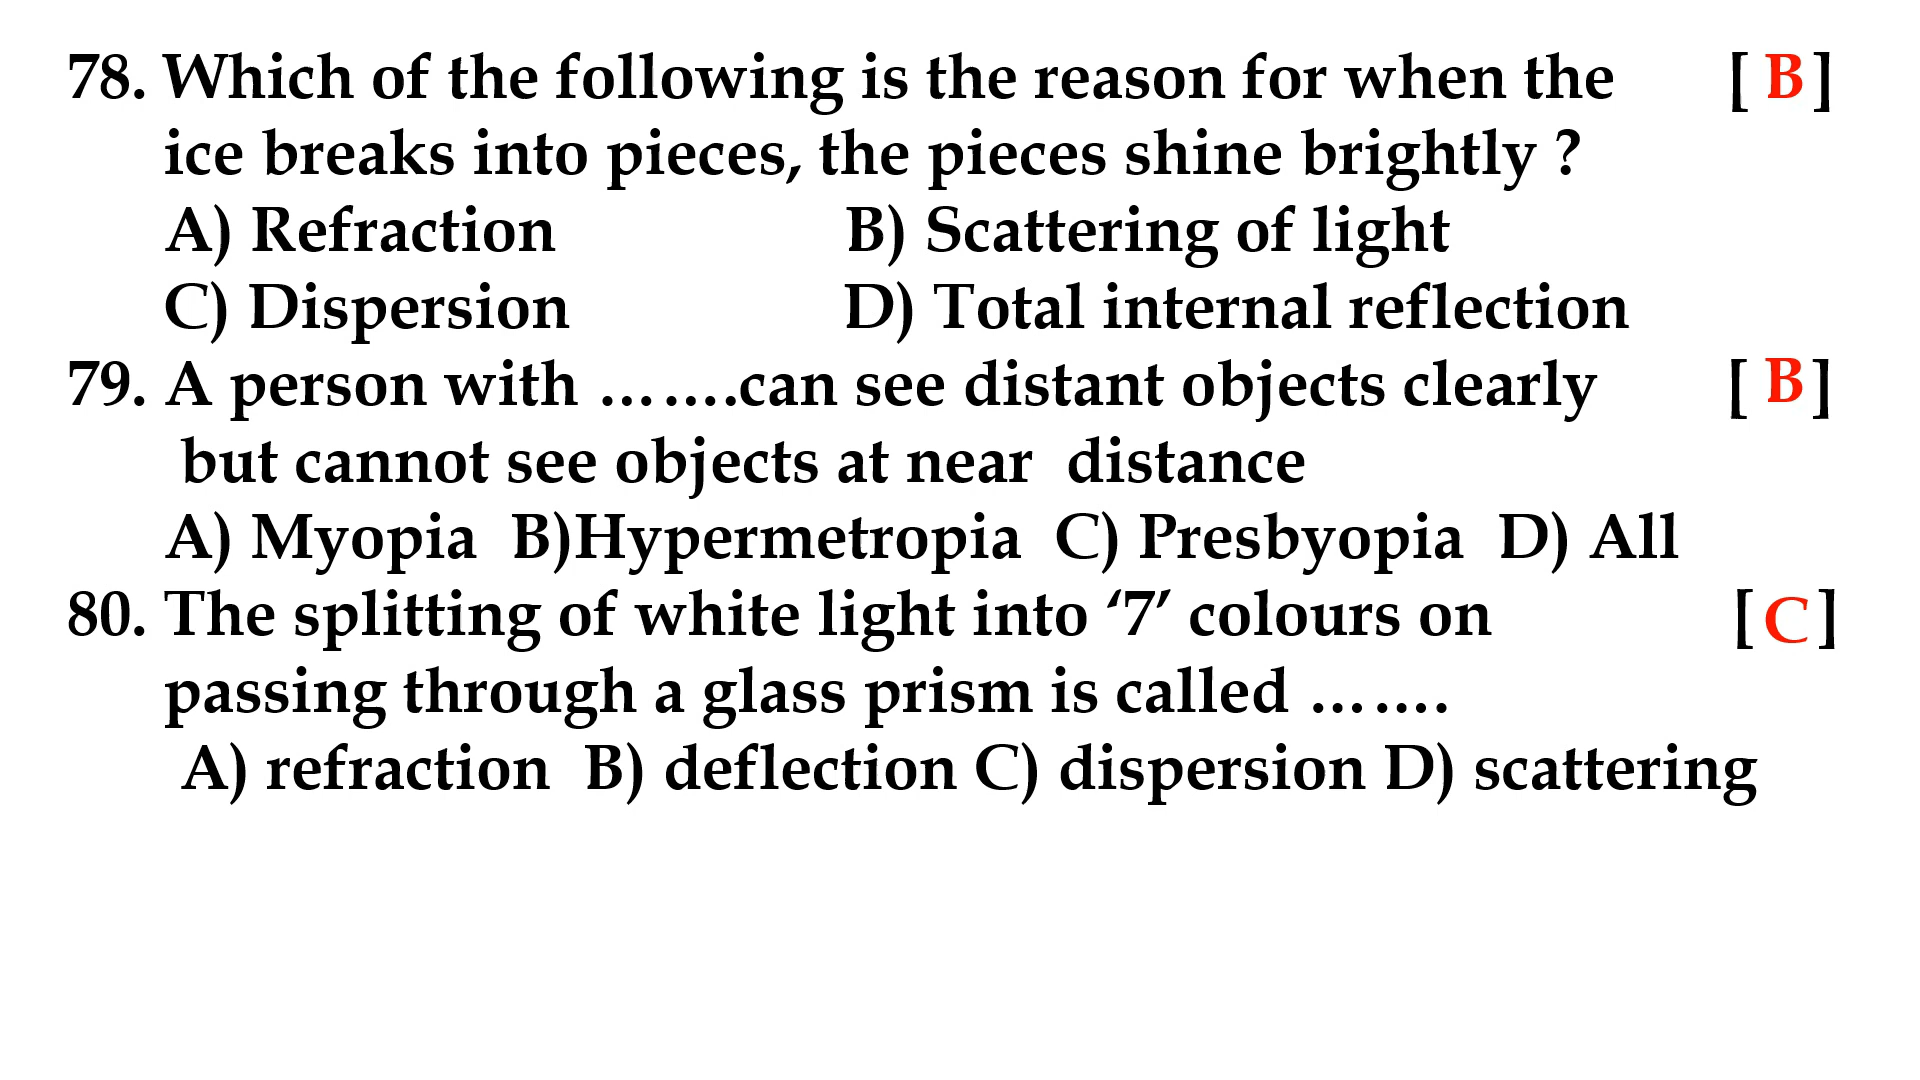 78. Which of the following is the reason for when the [ B ]
ice breaks into pieces, the pieces shine brightly ?
A) Refraction B) Scattering of light
C) Dispersion D) Total internal reflection
79. A person with …….can see distant objects clearly [ B ]
but cannot see objects at near distance
A) Myopia B)Hypermetropia C) Presbyopia D) All
80. The splitting of white light into ‘7’ colours on [ C ]
passing through a glass prism is called …….
A) refraction B) deflection C) dispersion D) scattering